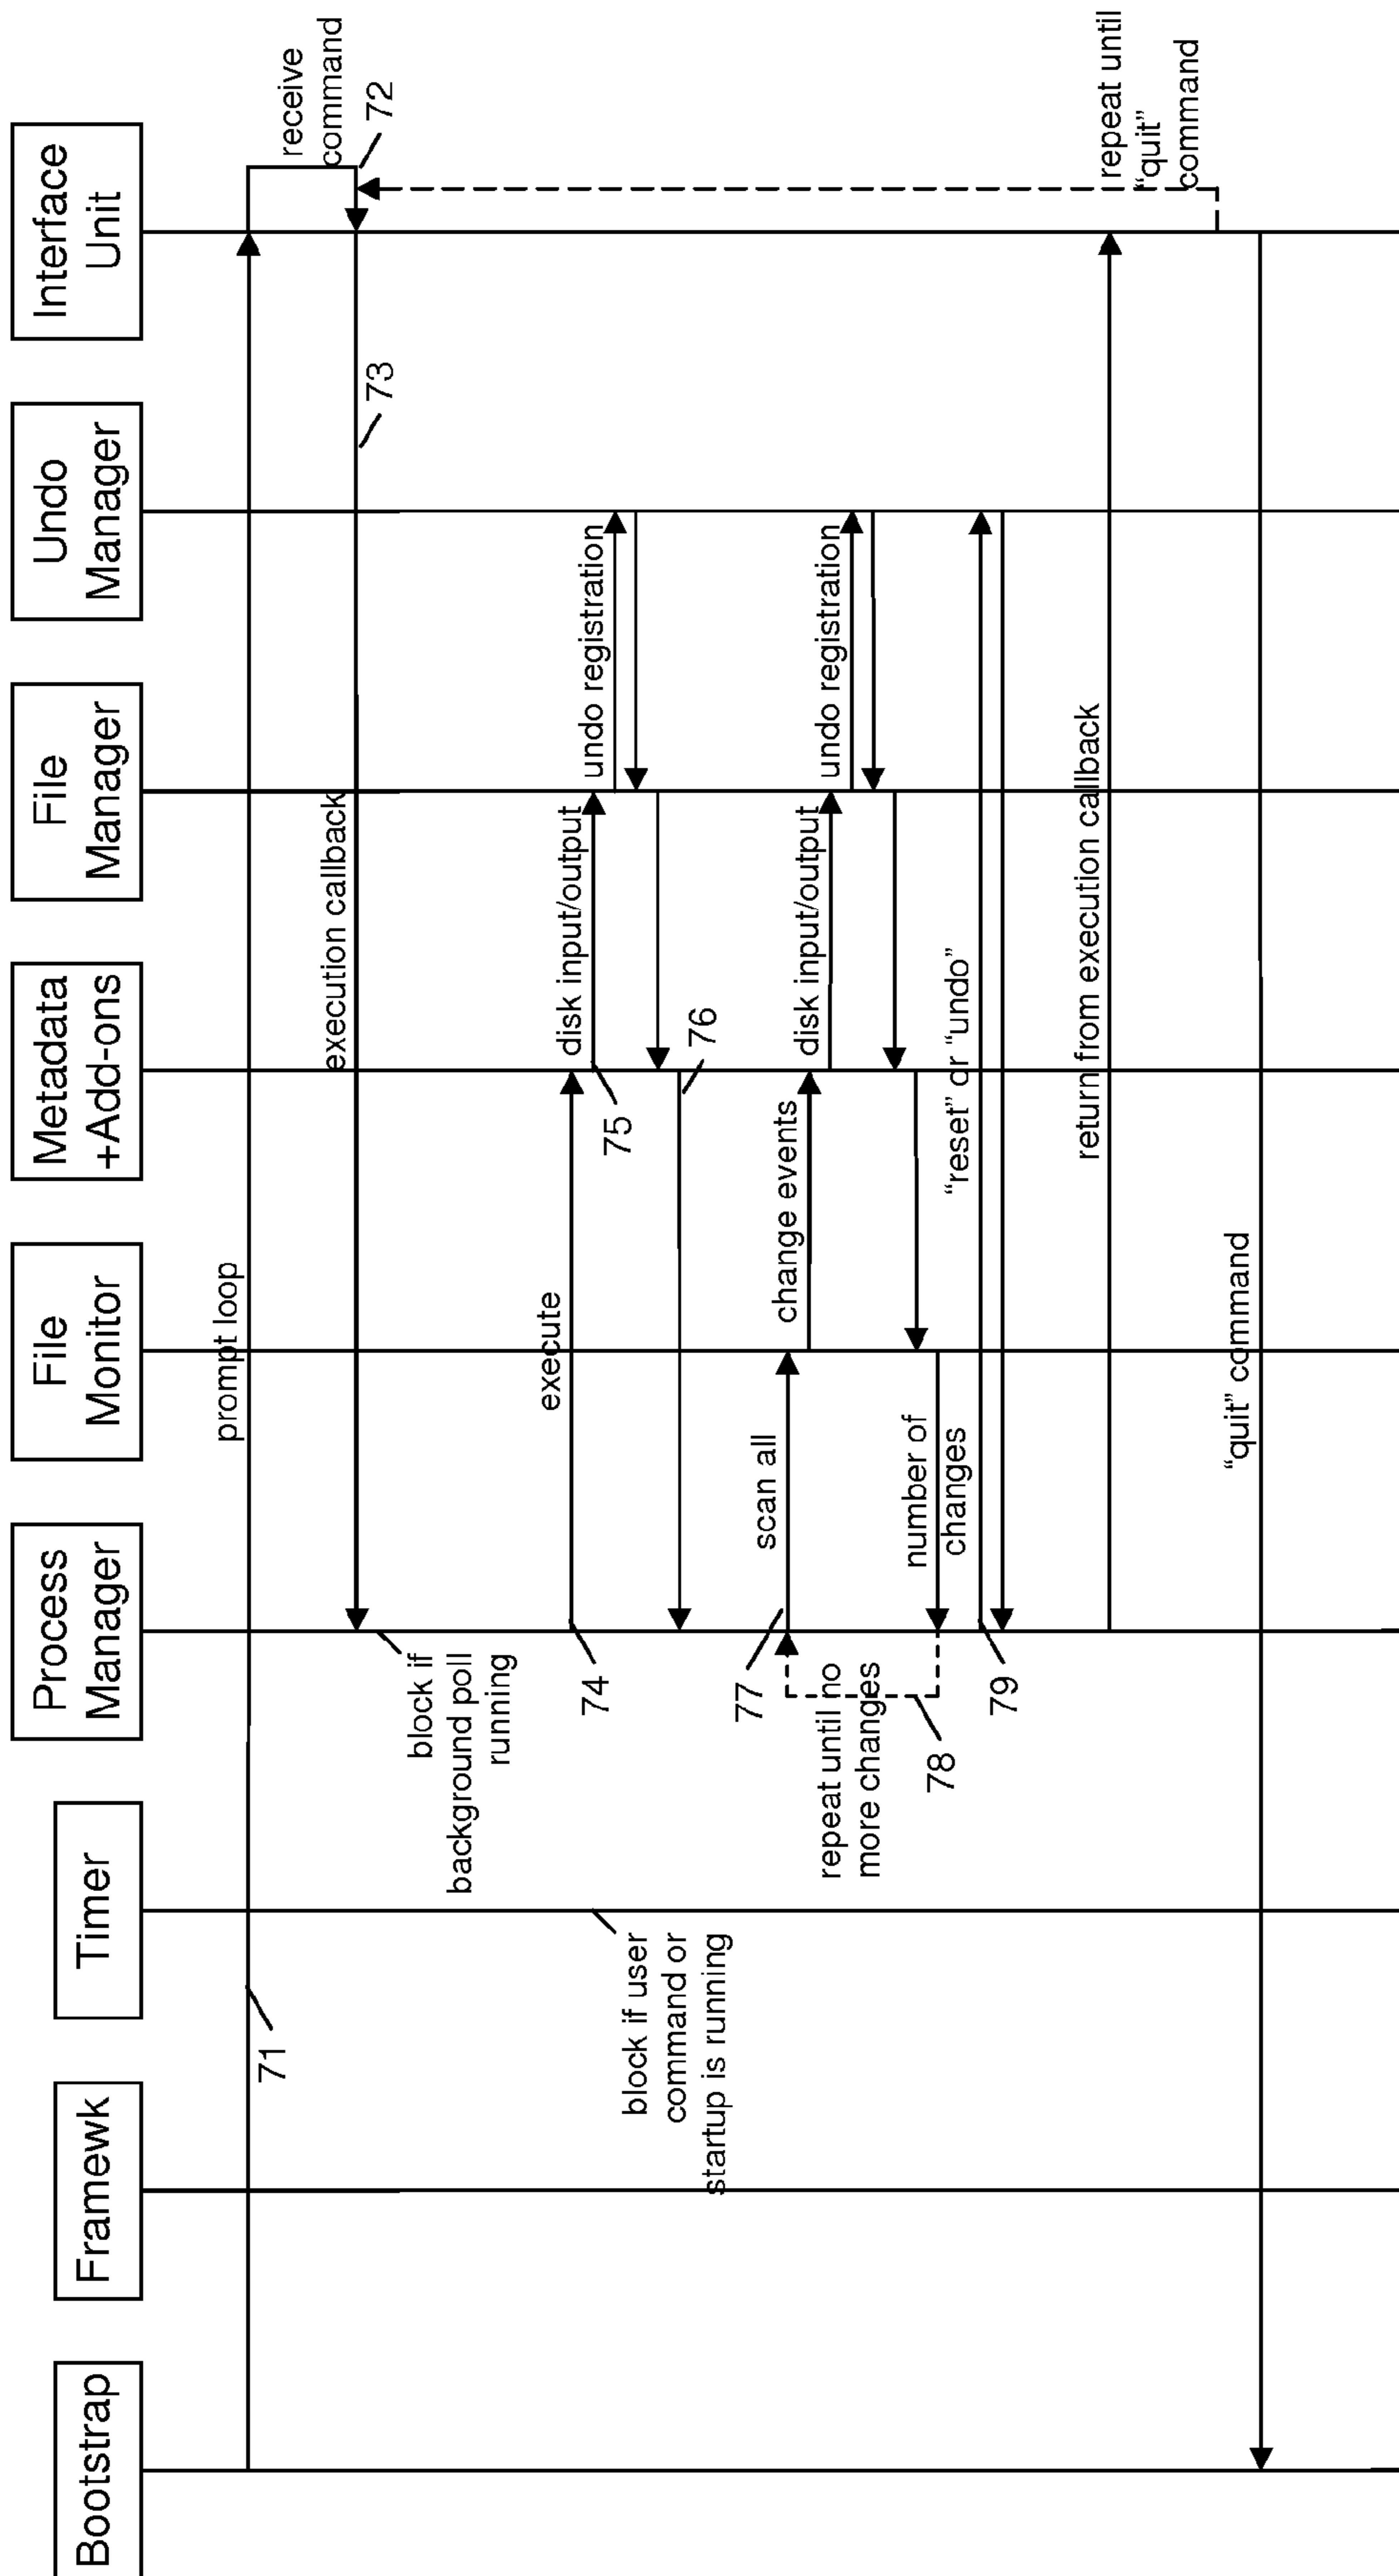 Bootstrap
Framewk
Timer
Process
Manager
File
Monitor
Metadata
+Add-ons
File
Manager
Undo
Manager
Interface
Unit
prompt loop
71
receive
command
72
execution callback
73
block if
background poll
running
execute
74
block if user
command or
startup is running
disk input/output
75
undo registration
76
scan all
77
change events
disk input/output
undo registration
repeat until no
more changes
78
number of
changes
"reset" or "undo"
79
return from execution callback
repeat until
"quit"
command
"quit" command